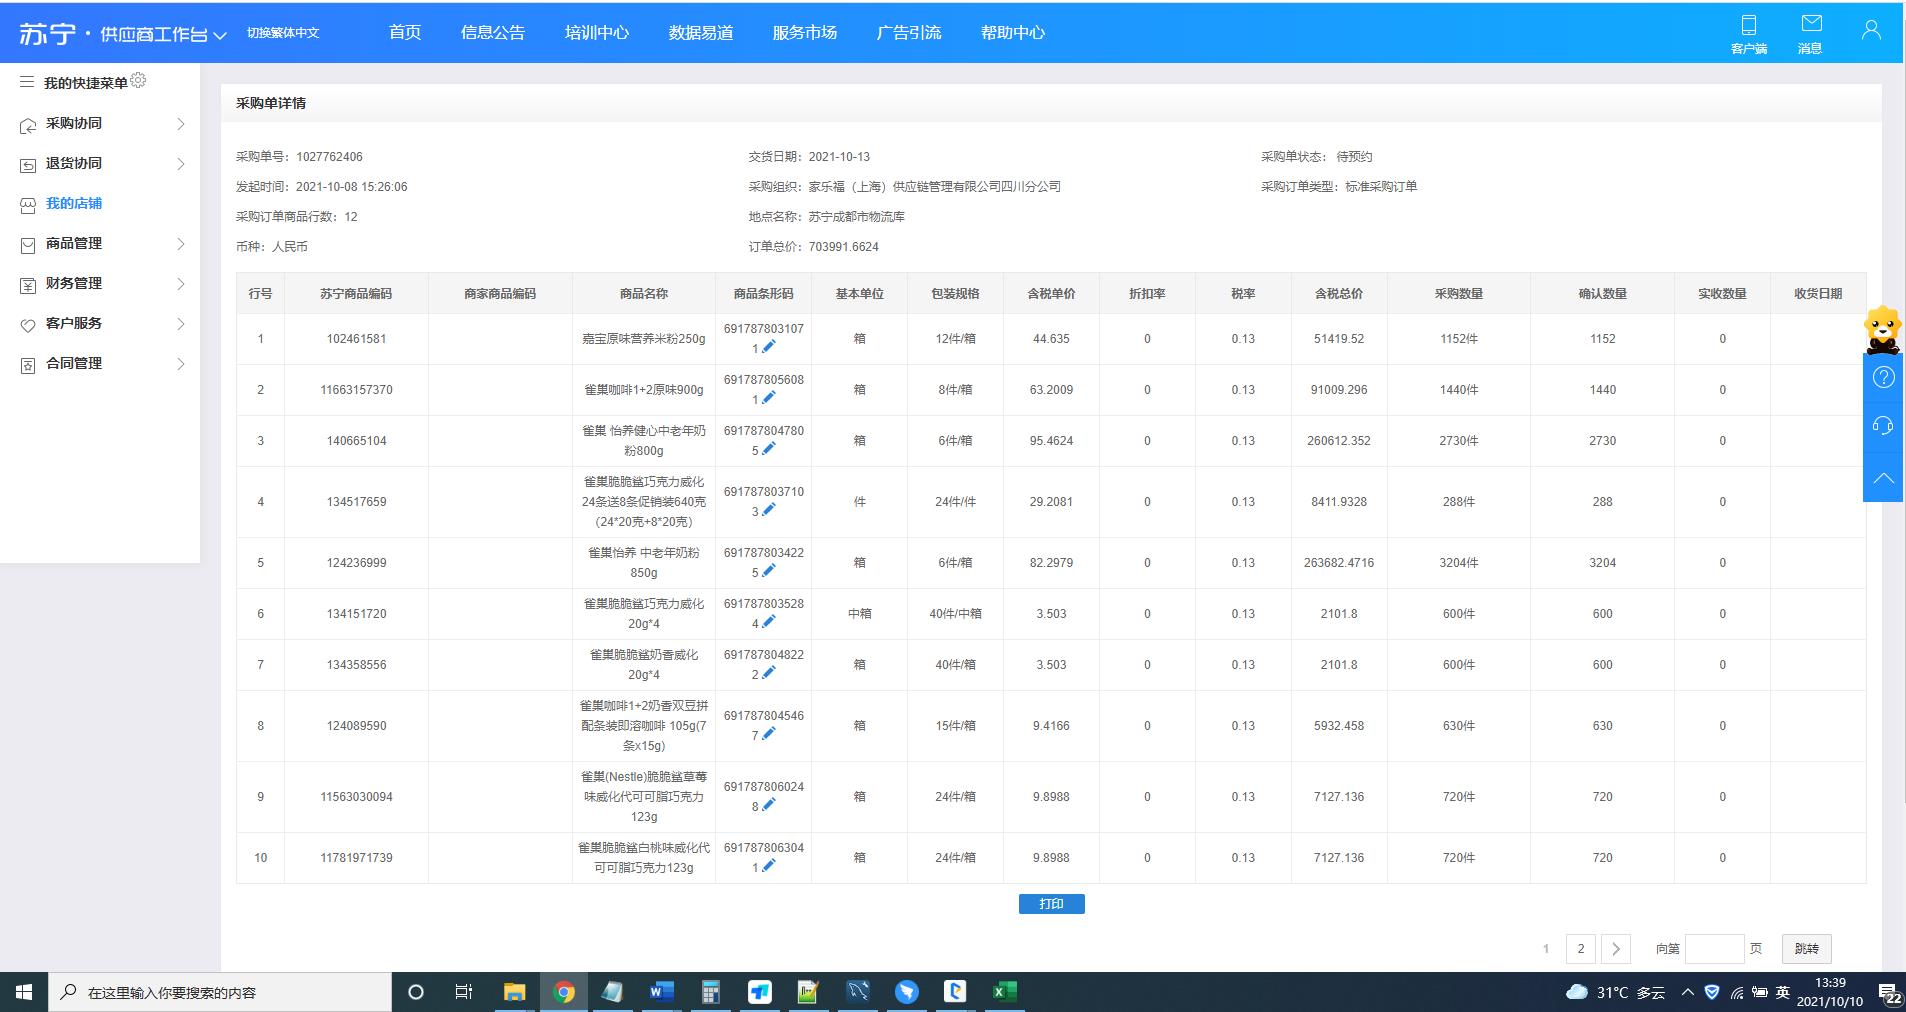 苏宁 · 供应商工作台 切换繁体中文 首页 信息公告 培训中心 数据易道 服务市场 广告引流 帮助中心 客户端 消息
我的快捷菜单
采购协同
退货协同
我的店铺
商品管理
财务管理
客户服务
合同管理
采购单详情
采购单号：1027762406 交货日期：2021-10-13 采购单状态： 待预约
发起时间：2021-10-08 15:26:06 采购组织：家乐福（上海）供应链管理有限公司四川分公司 采购订单类型：标准采购订单
采购订单商品行数：12 地点名称：苏宁成都市物流库
币种：人民币 订单总价：703991.6624
行号 苏宁商品编码 商家商品编码 商品名称 商品条形码 基本单位 包装规格 含税单价 折扣率 税率 含税总价 采购数量 确认数量 实收数量 收货日期
1 102461581 嘉宝原味营养米粉250g 691787803107
1 箱 12件/箱 44.635 0 0.13 51419.52 1152件 1152 0
2 11663157370 雀巢咖啡1+2原味900g 691787805608
1 箱 8件/箱 63.2009 0 0.13 91009.296 1440件 1440 0
3 140665104 雀巢 怡养健心中老年奶
粉800g 691787804780
5 箱 6件/箱 95.4624 0 0.13 260612.352 2730件 2730 0
4 134517659 雀巢脆脆鲨巧克力威化
24条送8条促销装640克
（24*20克+8*20克） 691787803710
3 件 24件/件 29.2081 0 0.13 8411.9328 288件 288 0
5 124236999 雀巢怡养 中老年奶粉
850g 691787803422
5 箱 6件/箱 82.2979 0 0.13 263682.4716 3204件 3204 0
6 134151720 雀巢脆脆鲨巧克力威化
20g*4 691787803528
4 中箱 40件/中箱 3.503 0 0.13 2101.8 600件 600 0
7 134358556 雀巢脆脆鲨奶香威化
20g*4 691787804822
2 箱 40件/箱 3.503 0 0.13 2101.8 600件 600 0
8 124089590 雀巢咖啡1+2奶香双豆拼
配条装即溶咖啡 105g(7
条x15g) 691787804546
7 箱 15件/箱 9.4166 0 0.13 5932.458 630件 630 0
9 11563030094 雀巢(Nestle)脆脆鲨草莓
味威化代可可脂巧克力
123g 691787806024
8 箱 24件/箱 9.8988 0 0.13 7127.136 720件 720 0
10 11781971739 雀巢脆脆鲨白桃味威化代
可可脂巧克力123g 691787806304
1 箱 24件/箱 9.8988 0 0.13 7127.136 720件 720 0
打印
1 2 向第 页 跳转
在这里输入你要搜索的内容 31°C 多云 英 13:39
2021/10/10 22